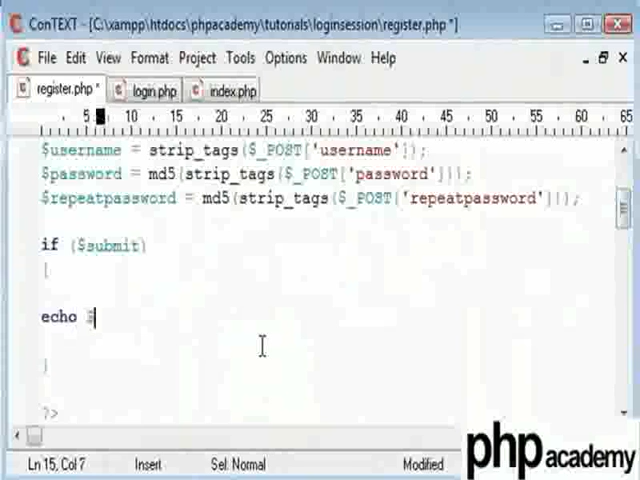 ConTEXT - [C:\xampp\htdocs\phpacademy\tutorials\loginsession\register.php *]
File Edit View Format Project Tools Options Window Help
register.php * login.php index.php
5 10 15 20 25 30 35 40 45 50 55 60 65
$username = strip_tags($_POST['username']);
$password = md5(strip_tags($_POST['password']));
$repeatpassword = md5(strip_tags($_POST['repeatpassword']));
if ($submit)
{
echo $
}
?>
Ln 15, Col 7 Insert Sel: Normal Modified
php academy